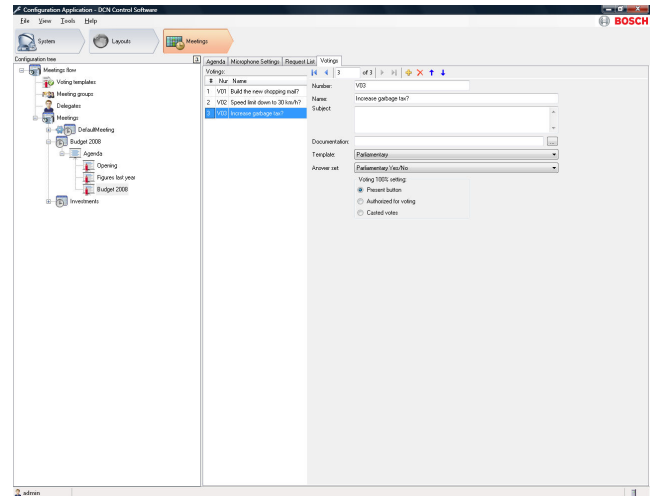 Configuration Application - DCN Control Software
File View Tools Help
BOSCH
System
Layouts
Meetings
Configuration tree
Meetings flow
Voting templates
Meeting groups
Delegates
Meetings
DefaultMeeting
Budget 2008
Agenda
Opening
Figures last year
Budget 2008
Investments
Agenda Microphone Settings Request List Votings
Votings:
# Nur Name
1 V01 Build the new shopping mall?
2 V02 Speed limit down to 30 km/h?
3 V03 Increase garbage tax?
3 of 3
Number: V03
Name: Increase garbage tax?
Subject
Documentation: ...
Template: Parliamentary
Answer set Parliamentary Yes/No
Voting 100% setting:
Present button
Authorized for voting
Casted votes
admin